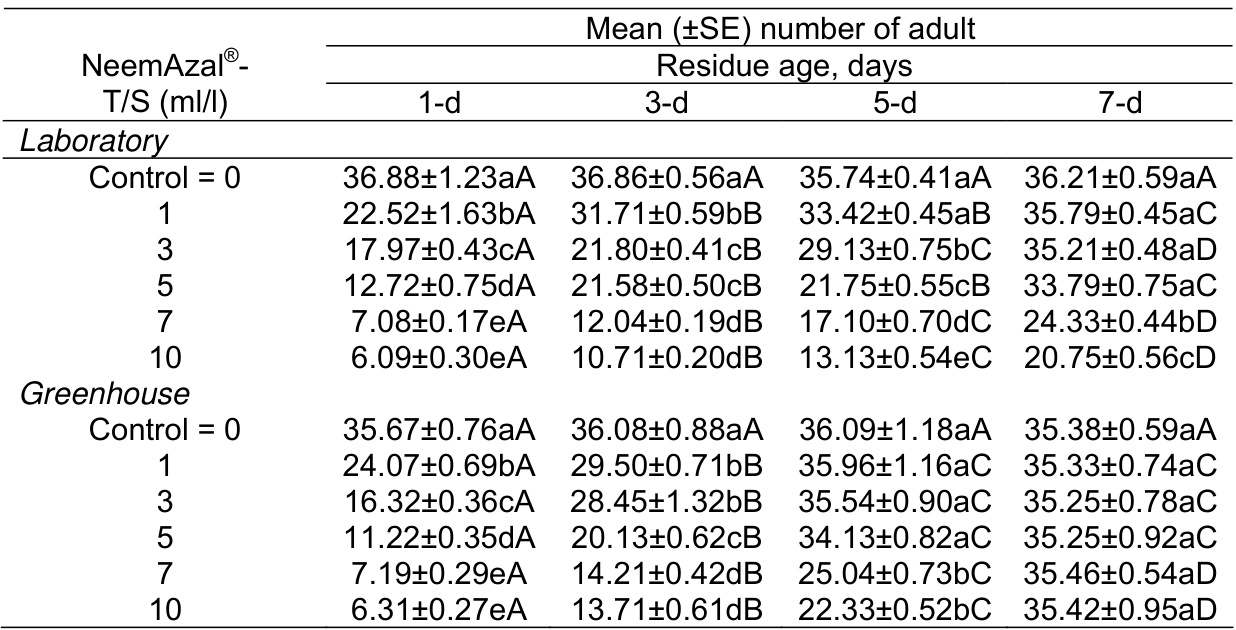 Mean (±SE) number of adult
NeemAzal®-
T/S (ml/l)
Residue age, days
1-d 3-d 5-d 7-d
Laboratory
Control = 0 36.88±1.23aA 36.86±0.56aA 35.74±0.41aA 36.21±0.59aA
1 22.52±1.63bA 31.71±0.59bB 33.42±0.45aB 35.79±0.45aC
3 17.97±0.43cA 21.80±0.41cB 29.13±0.75bC 35.21±0.48aD
5 12.72±0.75dA 21.58±0.50cB 21.75±0.55cB 33.79±0.75aC
7 7.08±0.17eA 12.04±0.19dB 17.10±0.70dC 24.33±0.44bD
10 6.09±0.30eA 10.71±0.20dB 13.13±0.54eC 20.75±0.56cD
Greenhouse
Control = 0 35.67±0.76aA 36.08±0.88aA 36.09±1.18aA 35.38±0.59aA
1 24.07±0.69bA 29.50±0.71bB 35.96±1.16aC 35.33±0.74aC
3 16.32±0.36cA 28.45±1.32bB 35.54±0.90aC 35.25±0.78aC
5 11.22±0.35dA 20.13±0.62cB 34.13±0.82aC 35.25±0.92aC
7 7.19±0.29eA 14.21±0.42dB 25.04±0.73bC 35.46±0.54aD
10 6.31±0.27eA 13.71±0.61dB 22.33±0.52bC 35.42±0.95aD